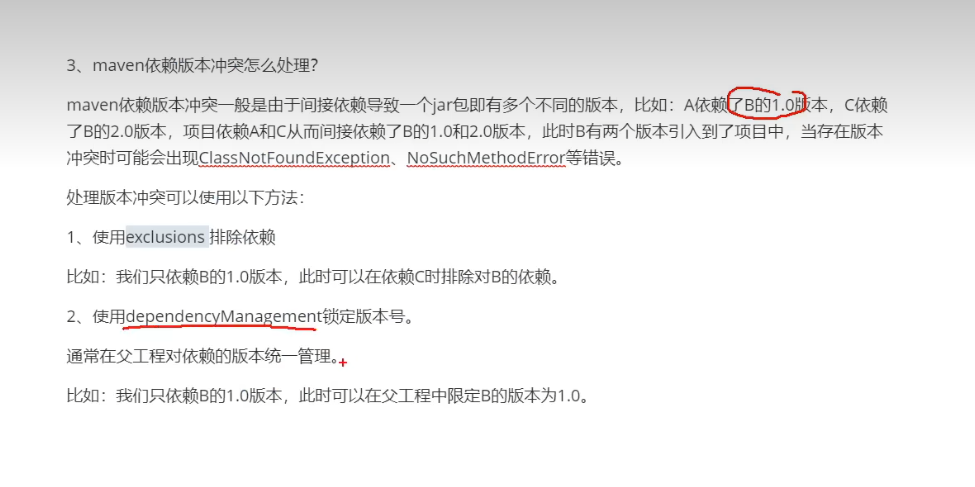 3、maven依赖版本冲突怎么处理？
maven依赖版本冲突一般是由于间接依赖导致一个jar包即有多个不同的版本，比如：A依赖了B的1.0版本，C依赖
了B的2.0版本，项目依赖A和C从而间接依赖了B的1.0和2.0版本，此时B有两个版本引入到了项目中，当存在版本
冲突时可能会出现ClassNotFoundException、NoSuchMethodError等错误。
处理版本冲突可以使用以下方法：
1、使用exclusions 排除依赖
比如：我们只依赖B的1.0版本，此时可以在依赖C时排除对B的依赖。
2、使用dependencyManagement锁定版本号。
通常在父工程对依赖的版本统一管理。
比如：我们只依赖B的1.0版本，此时可以在父工程中限定B的版本为1.0。